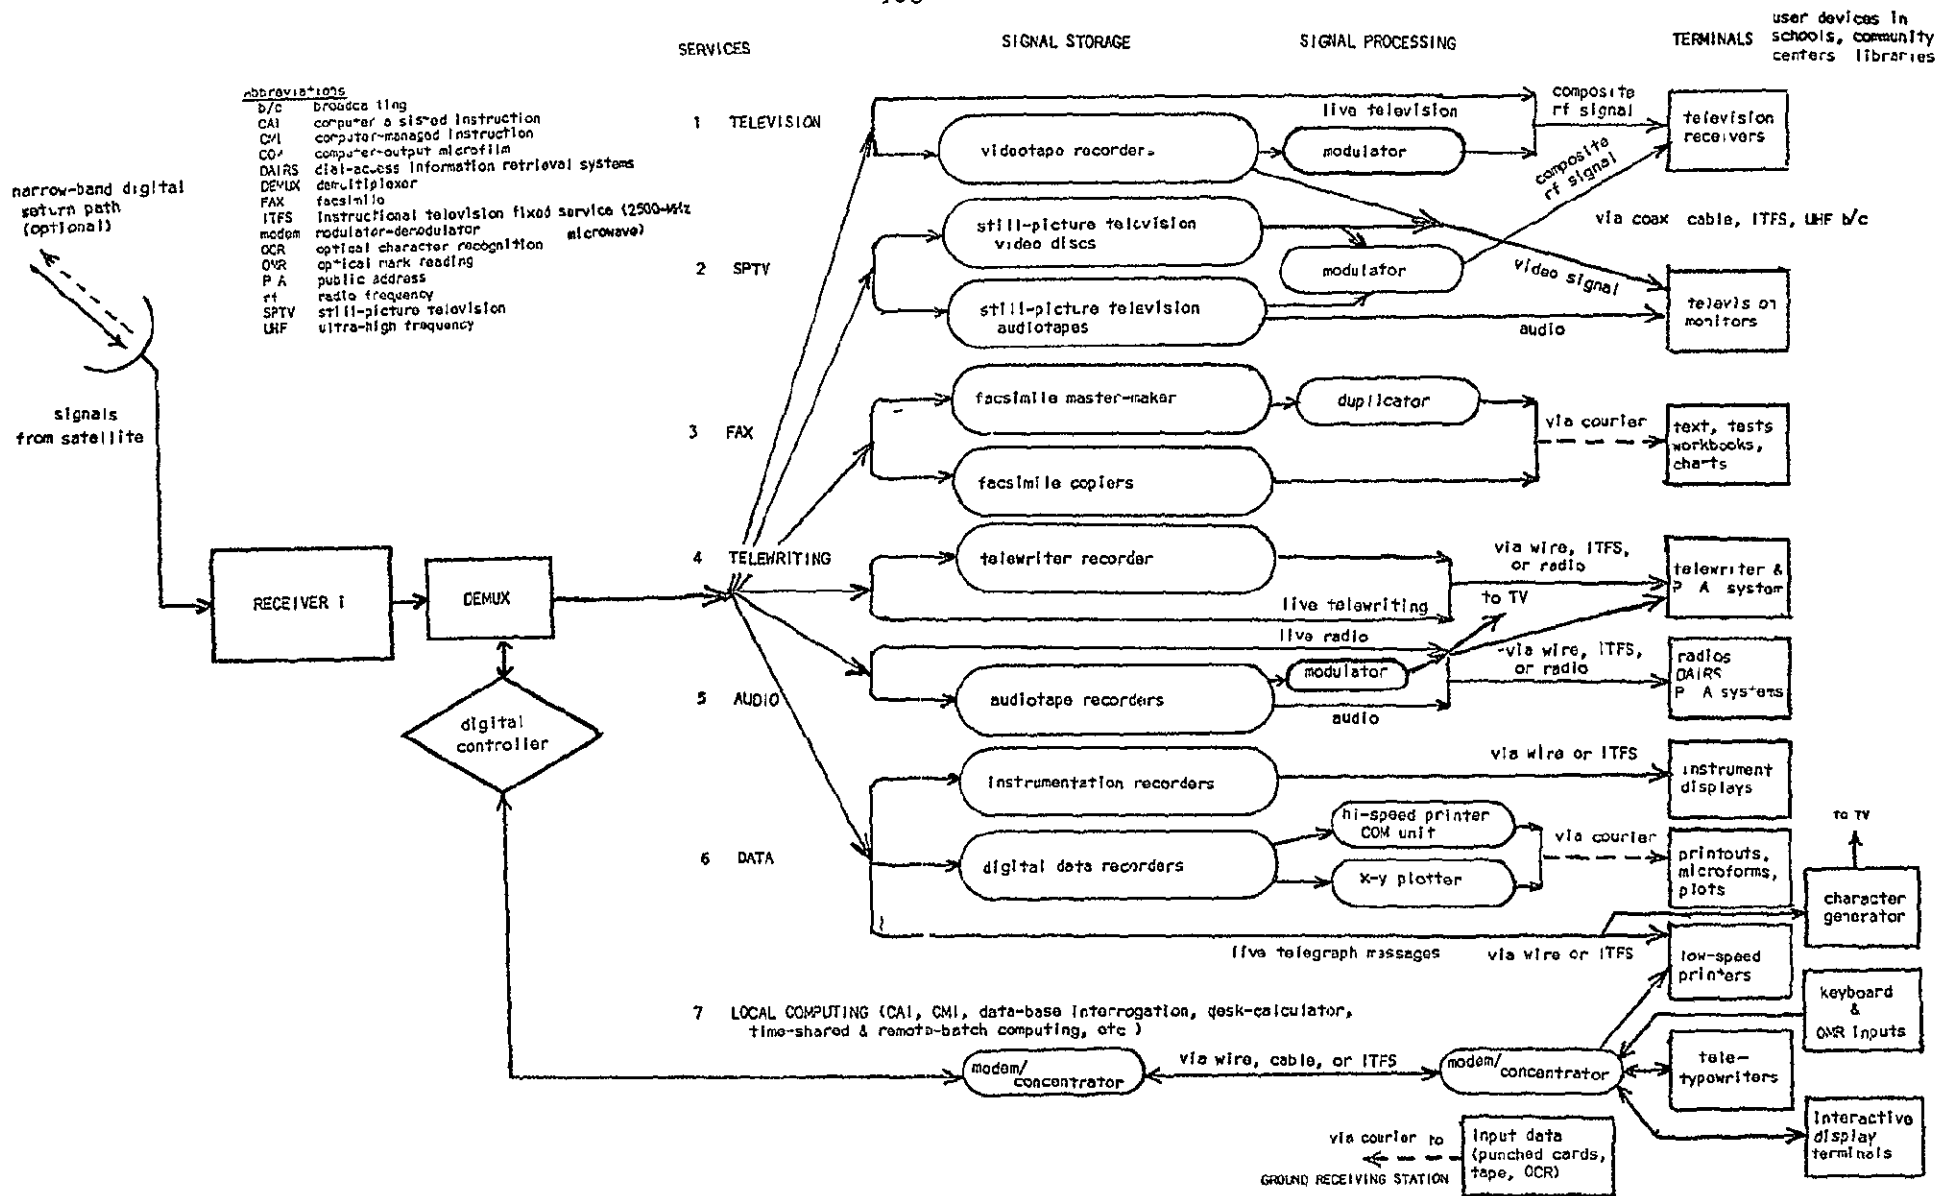 SERVICES
SIGNAL STORAGE
SIGNAL PROCESSING
TERMINALS
user devices in
schools, community
centers libraries
b/c broadca ting
CAI computer a sisted instruction
CMI computer-managed instruction
computer-output microfilm
DAIRS dial-access information retrieval systems
DEMUX demultiplexer
FAX facsimile
ITFS instructional television fixed service (2500-MHz
microwave)
modem modulator-demodulator
OCR optical character recognition
OMR optical mark reading
P A public address
rf radio frequency
SPTV still-picture television
UHF ultra-high frequency
narrow-band digital
return path
(optional)
signals
from satellite
RECEIVER i
DEMUX
digital
controller
1 TELEVISION
live television
videotape recorders
modulator
composite
rf signal
composite
rf signal
television
receivers
via coax cable, ITFS, UHF b/c
2 SPTV
still-picture television
video discs
modulator
still-picture television
audiotapes
video signal
audio
televis on
monitors
3 FAX
facsimile master-maker
duplicator
facsimile copiers
via courier
text, tests
workbooks,
charts
4 TELEWRITING
telewriter recorder
live telewriting
via wire, ITFS,
or radio
to TV
telewriter &
P A system
5 AUDIO
live radio
modulator
audiotape recorders
audio
via wire, ITFS,
or radio
radios
DAIRS
P A systems
6 DATA
instrumentation recorders
via wire or ITFS
instrument
displays
digital data recorders
hi-speed printer
COM unit
x-y plotter
via courier
printouts,
microforms,
plots
to TV
character
generator
live telegraph messages
via wire or ITFS
low-speed
printers
7 LOCAL COMPUTING (CAI, CMI, data-base interrogation, desk-calculator,
time-shared & remote-batch computing, etc )
modem/
concentrator
via wire, cable, or ITFS
modem/
concentrator
keyboard
&
OMR inputs
tele-
typewriters
interactive
display
terminals
via courier to
GROUND RECEIVING STATION
input data
(punched cards,
tape, OCR)